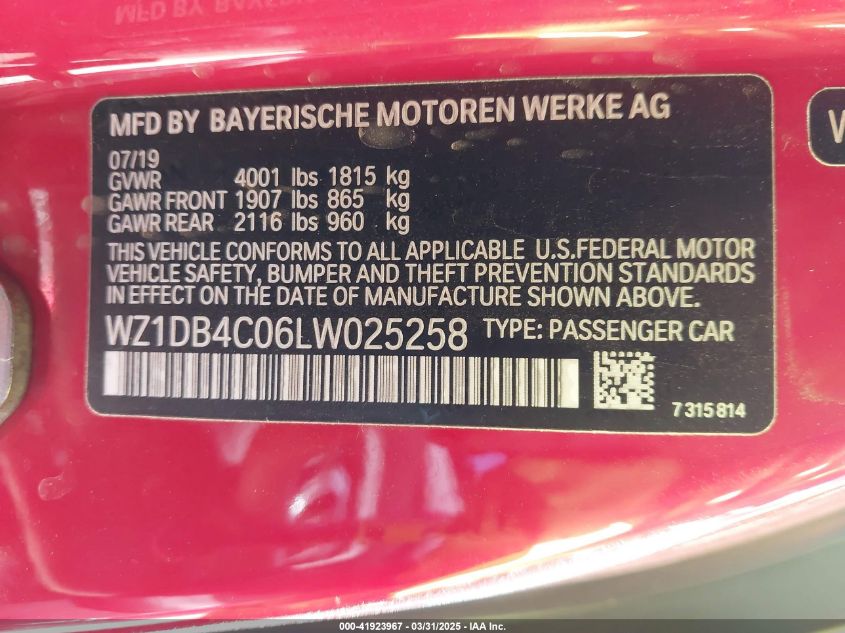 MFD BY BAYERISCHE MOTOREN WERKE AG
07/19
GVWR 4001 lbs 1815 kg
GAWR FRONT 1907 lbs 865 kg
GAWR REAR 2116 lbs 960 kg
THIS VEHICLE CONFORMS TO ALL APPLICABLE U.S.FEDERAL MOTOR
VEHICLE SAFETY, BUMPER AND THEFT PREVENTION STANDARDS
IN EFFECT ON THE DATE OF MANUFACTURE SHOWN ABOVE.
WZ1DB4C06LW025258 TYPE: PASSENGER CAR
7315814
000-41923967 - 03/31/2025 - IAA Inc.